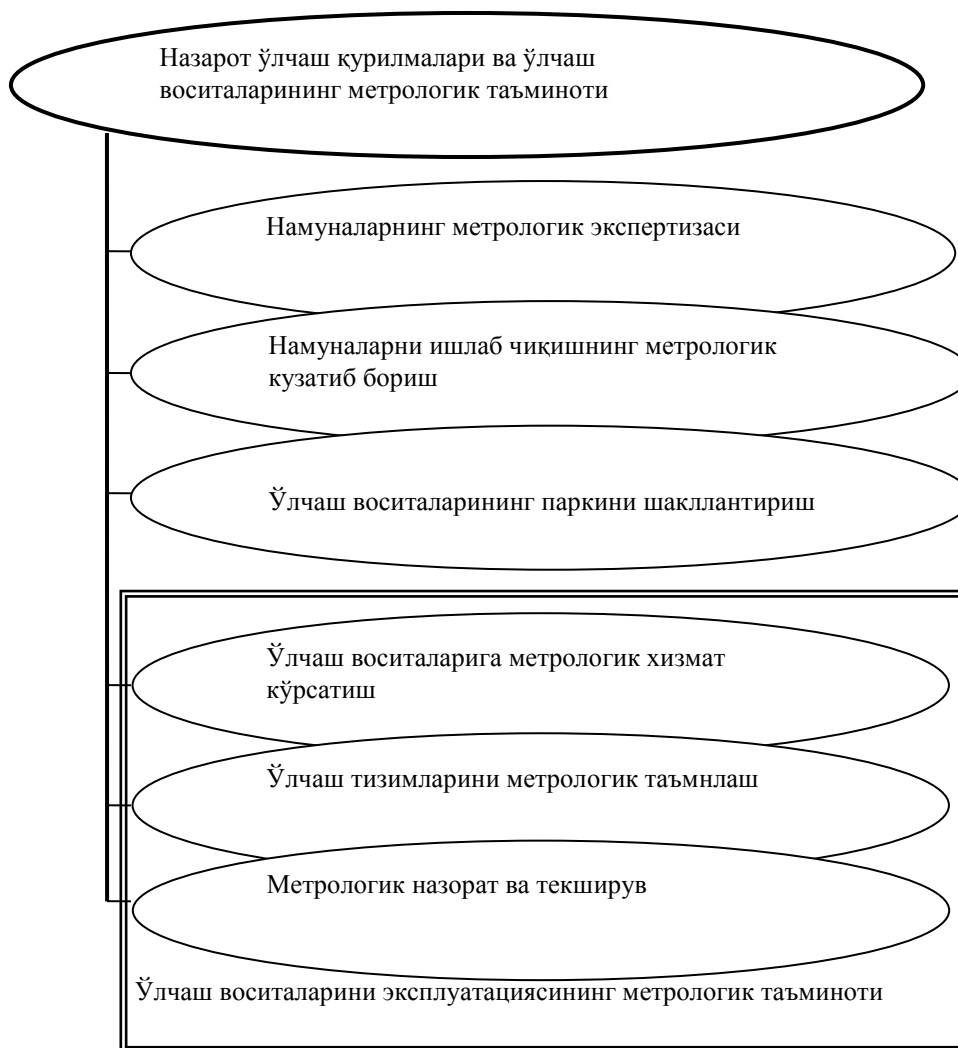 Назарот ўлчаш қурилмалари ва ўлчаш
воситаларининг метрологик таъминоти
Намуналарнинг метрологик экспертизаси
Намуналарни ишлаб чиқишнинг метрологик
кузатиб бориш
Ўлчаш воситаларининг паркини шакллантириш
Ўлчаш воситаларига метрологик хизмат
кўрсатиш
Ўлчаш тизимларини метрологик таъмнлаш
Метрологик назорат ва текширув
Ўлчаш воситаларини эксплуатациясининг метрологик таъминоти